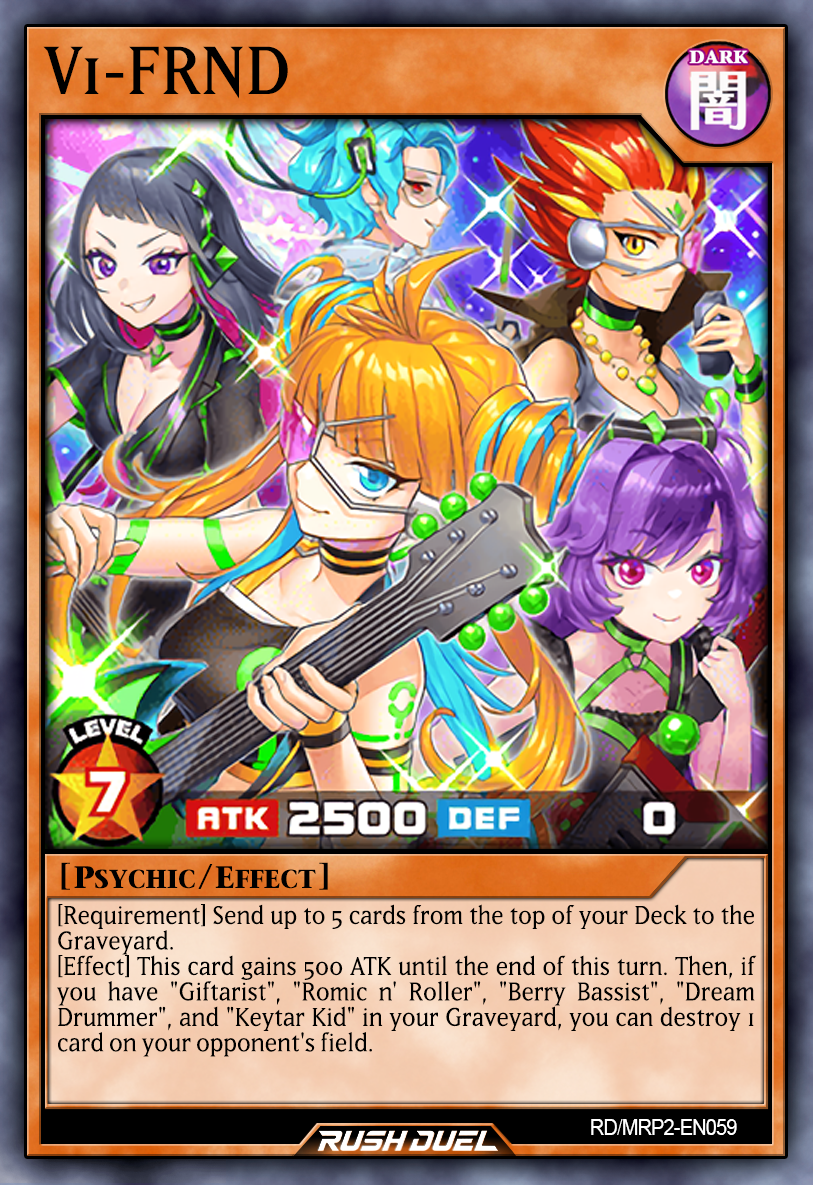 Vi-FRND
DARK
闇
LEVEL
7
ATK 2500 DEF 0
[Psychic/Effect]
[Requirement] Send up to 5 cards from the top of your Deck to the
Graveyard.
[Effect] This card gains 500 ATK until the end of this turn. Then, if
you have "Giftarist", "Romic n' Roller", "Berry Bassist", "Dream
Drummer", and "Keytar Kid" in your Graveyard, you can destroy 1
card on your opponent's field.
RD/MRP2-EN059
RUSH DUEL